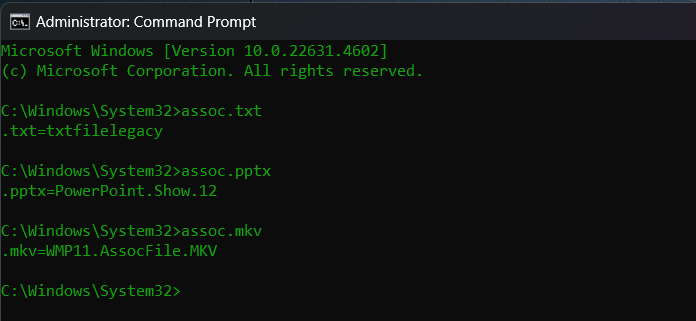 Administrator: Command Prompt
Microsoft Windows [Version 10.0.22631.4602]
(c) Microsoft Corporation. All rights reserved.
C:\Windows\System32>assoc.txt
.txt=txtfilelegacy
C:\Windows\System32>assoc.pptx
.pptx=PowerPoint.Show.12
C:\Windows\System32>assoc.mkv
.mkv=WMP11.AssocFile.MKV
C:\Windows\System32>